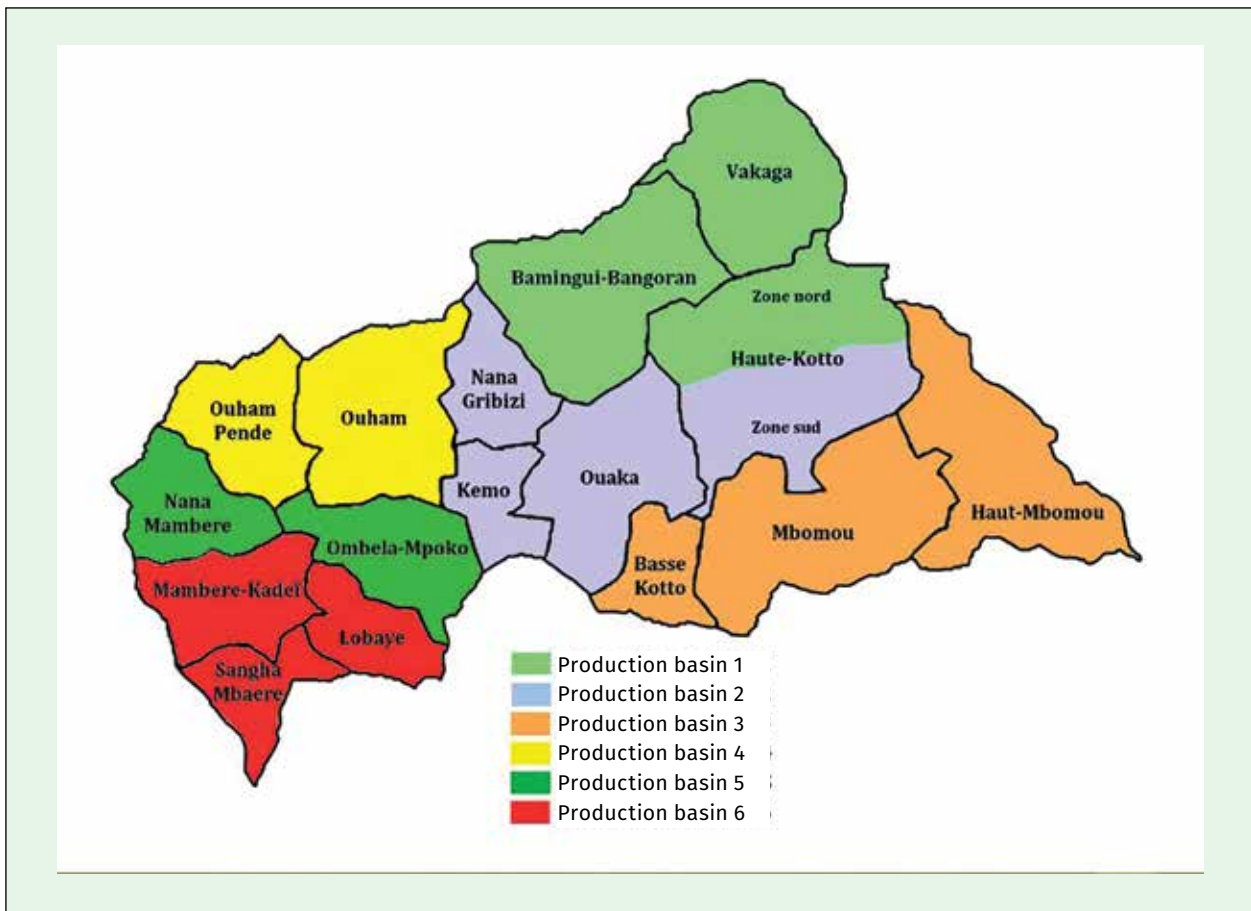 Vakaga
Bamingui-Bangoran
Zone nord
Haute-Kotto
Zone sud
Nana
Gribizi
Ouham
Pende
Ouham
Kemo
Ouaka
Nana
Mambere
Ombela-Mpoko
Mbomou
Haut-Mbomou
Basse
Kotto
Mambere-Kadeï
Lobaye
Sangha
Mbaere
Production basin 1
Production basin 2
Production basin 3
Production basin 4
Production basin 5
Production basin 6